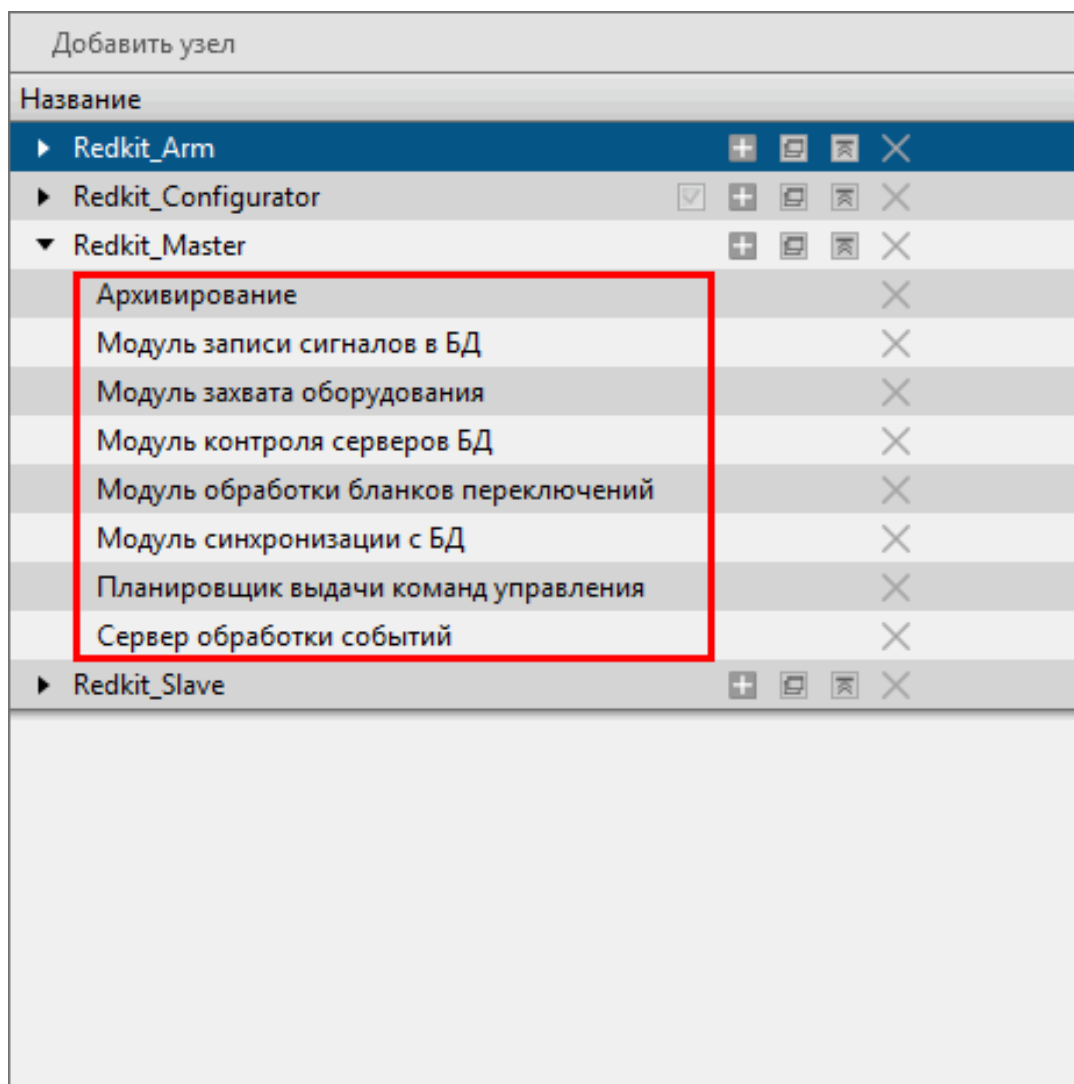 Добавить узел
Название
Redkit_Arm
Redkit_Configurator
Redkit_Master
Архивирование
Модуль записи сигналов в БД
Модуль захвата оборудования
Модуль контроля серверов БД
Модуль обработки бланков переключений
Модуль синхронизации с БД
Планировщик выдачи команд управления
Сервер обработки событий
Redkit_Slave